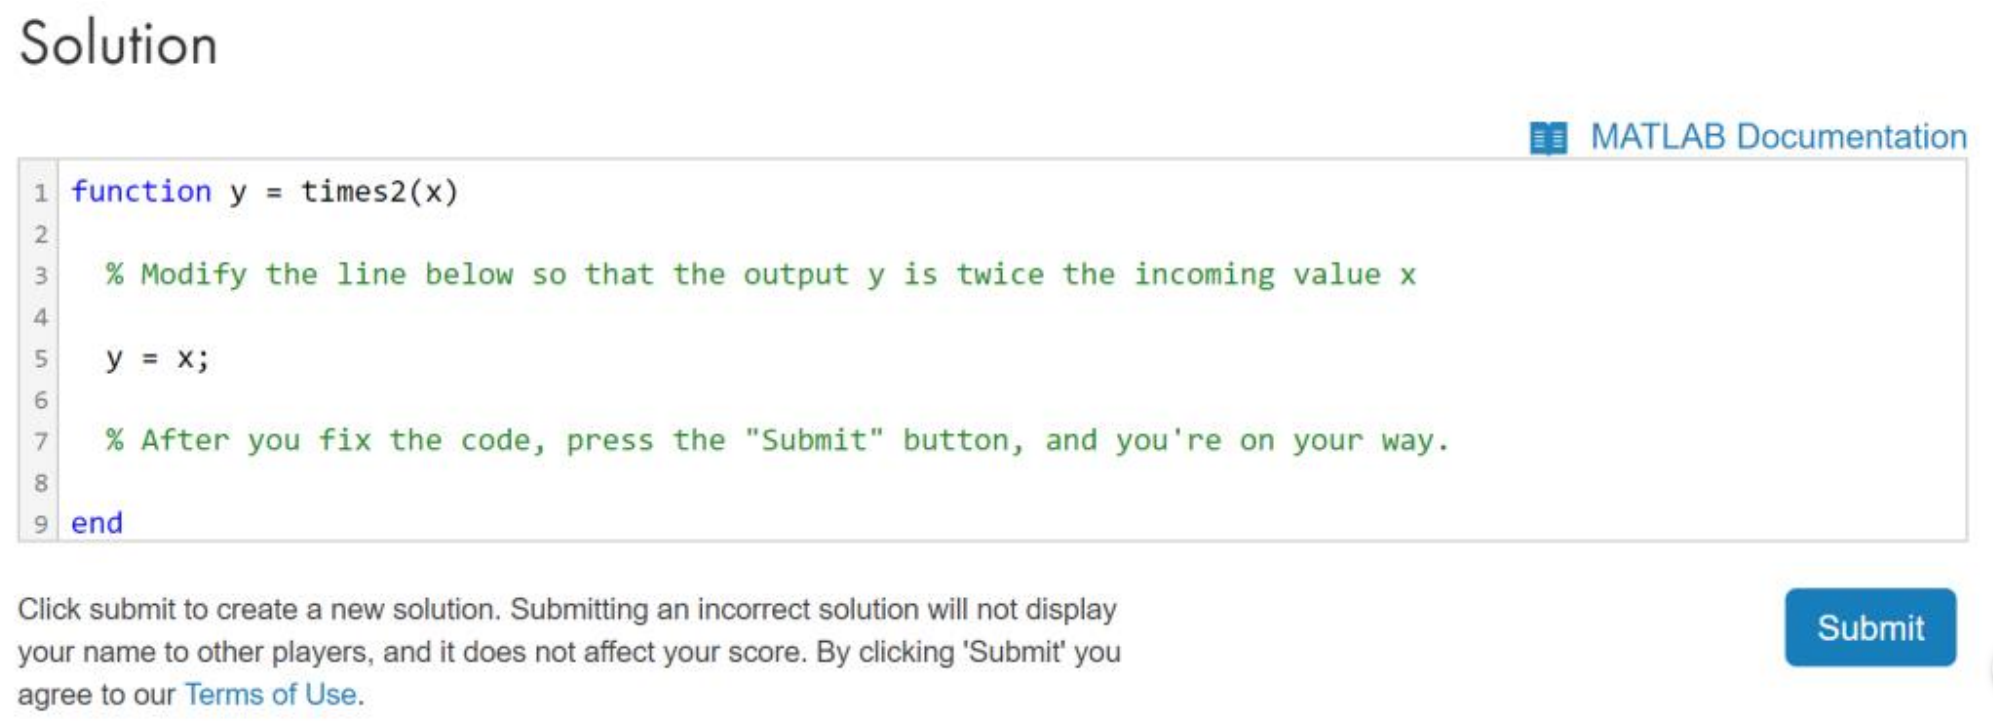 Solution
MATLAB Documentation
1 function y = times2(x)
2
3 % Modify the line below so that the output y is twice the incoming value x
4
5 y = x;
6
7 % After you fix the code, press the "Submit" button, and you're on your way.
8
9 end
Click submit to create a new solution. Submitting an incorrect solution will not display
your name to other players, and it does not affect your score. By clicking 'Submit' you
agree to our Terms of Use.
Submit